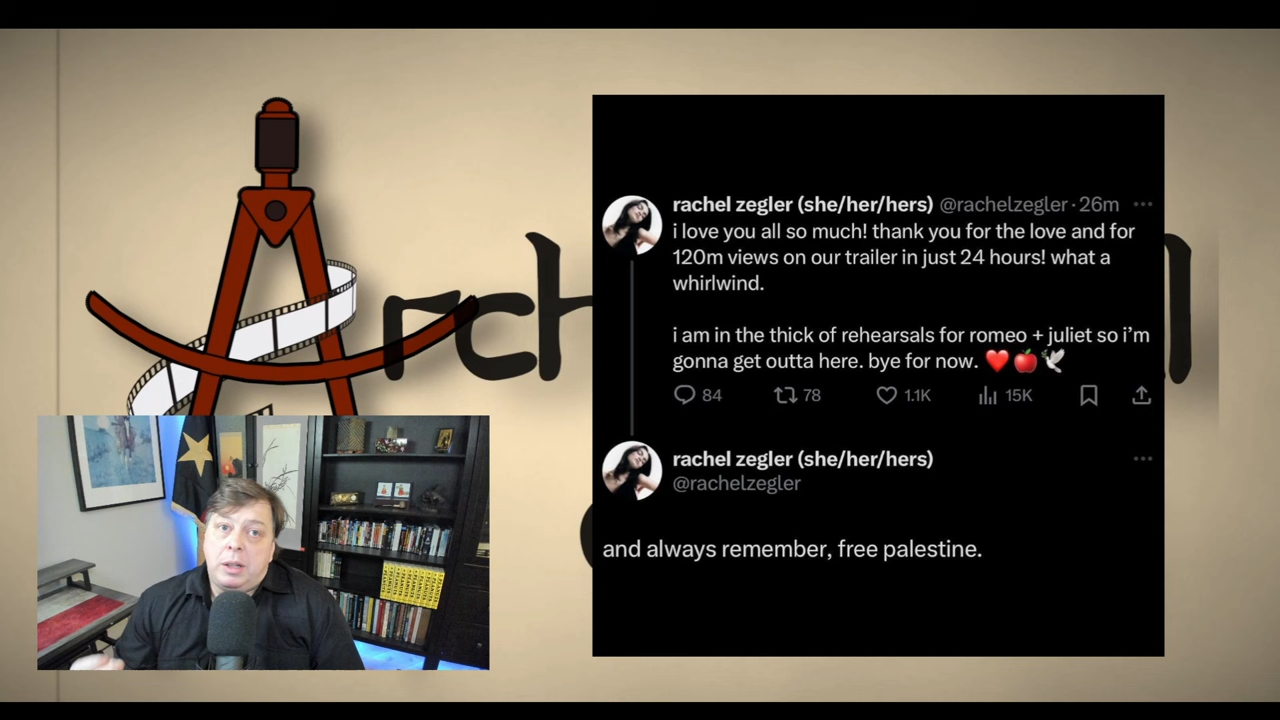 rch
rachel zegler (she/her/hers) @rachelzegler · 26m
i love you all so much! thank you for the love and for
120m views on our trailer in just 24 hours! what a
whirlwind.
i am in the thick of rehearsals for romeo + juliet so i’m
gonna get outta here. bye for now. ❤️🍎🕊️
84 78 1.1K 15K
rachel zegler (she/her/hers)
@rachelzegler
and always remember, free palestine.